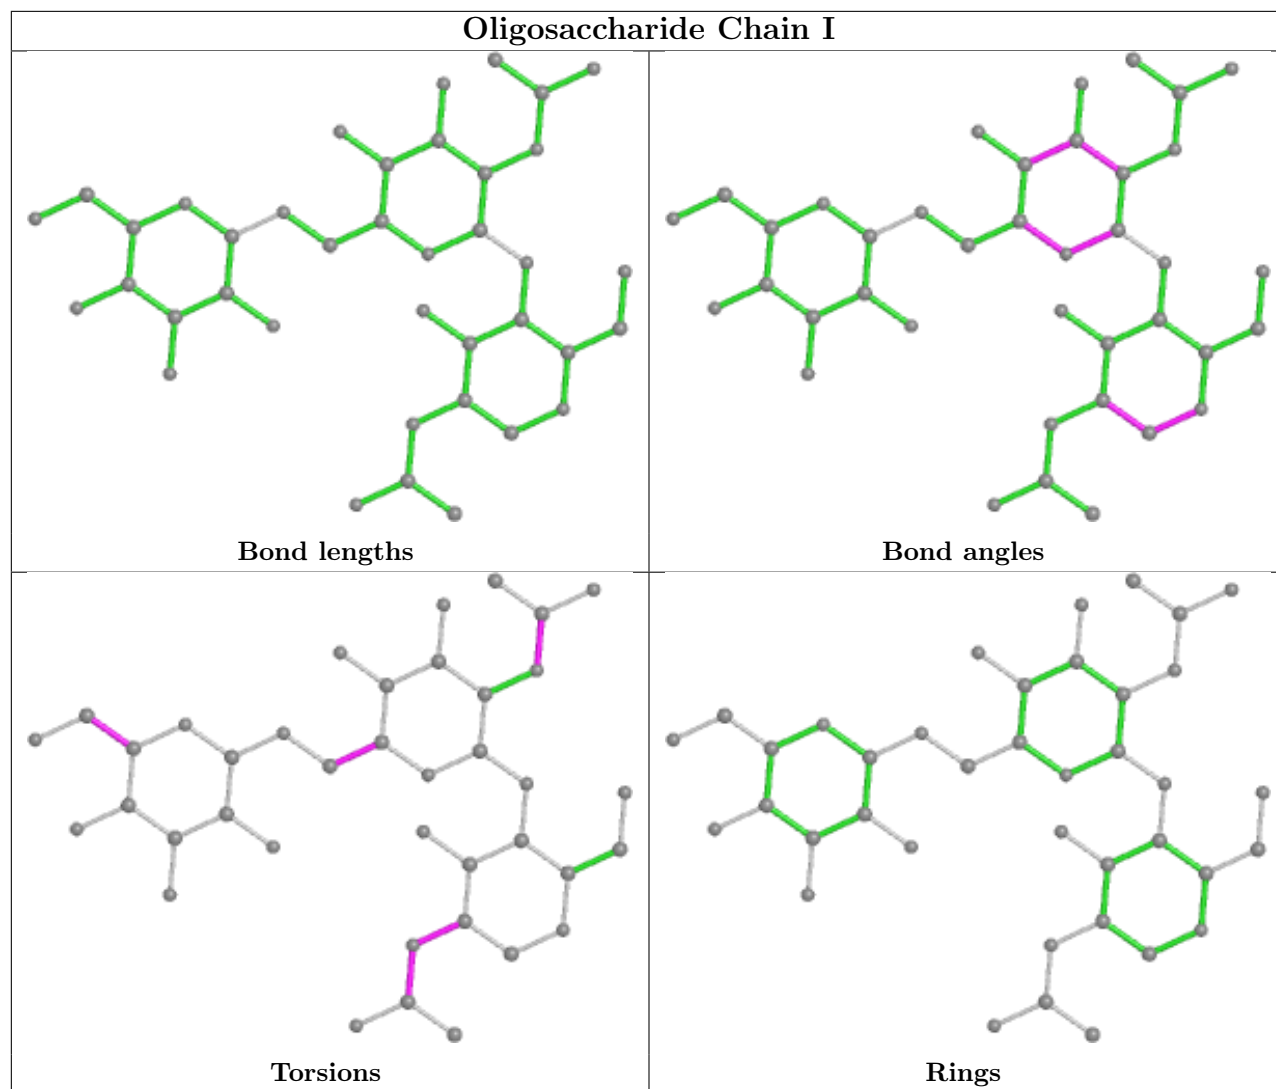 Oligosaccharide Chain I
Bond lengths
Bond angles
Torsions
Rings